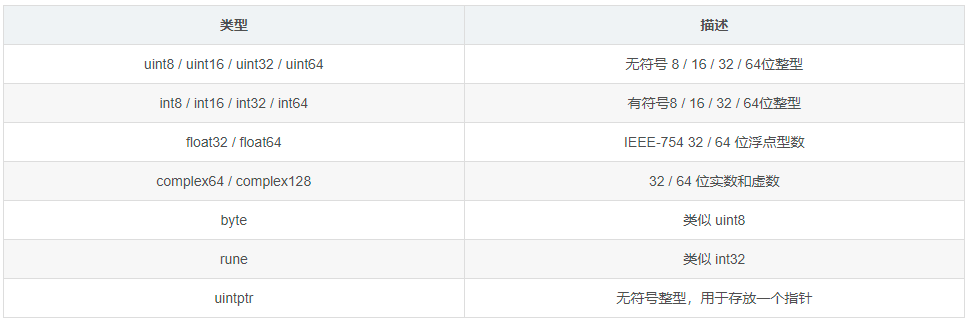 类型 描述
uint8 / uint16 / uint32 / uint64 无符号 8 / 16 / 32 / 64位整型
int8 / int16 / int32 / int64 有符号8 / 16 / 32 / 64位整型
float32 / float64 IEEE-754 32 / 64 位浮点型数
complex64 / complex128 32 / 64 位实数和虚数
byte 类似 uint8
rune 类似 int32
uintptr 无符号整型，用于存放一个指针